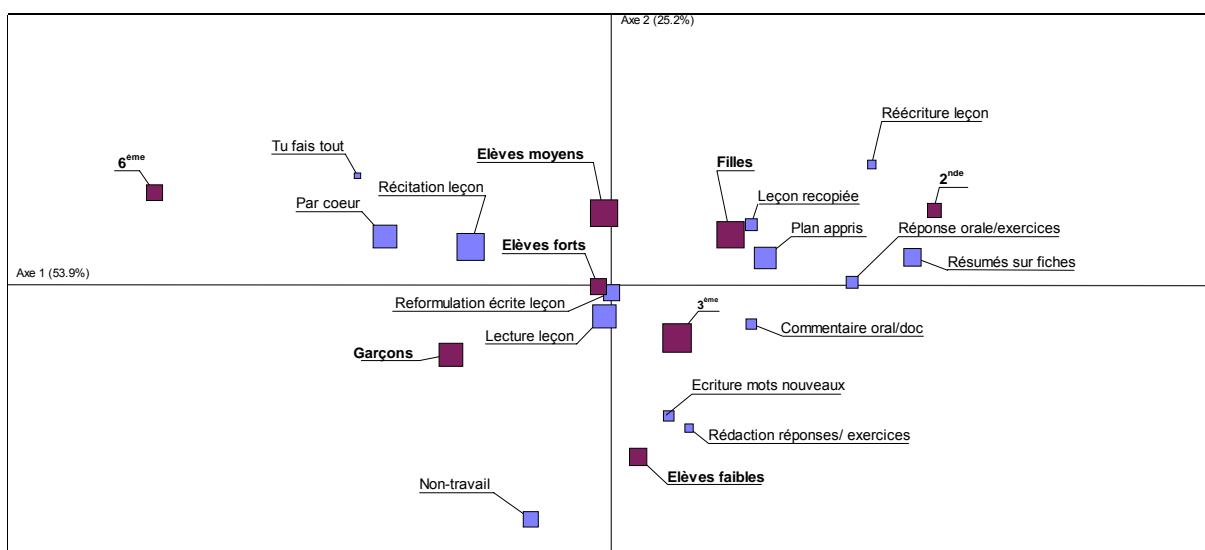 Axe 2 (25.2%)
Réécriture leçon
Tu fais tout
Elèves moyens
6ème
Filles
2nde
Récitation leçon
Leçon recopiée
Par coeur
Réponse orale/exercices
Elèves forts
Plan appris
Résumés sur fiches
Axe 1 (53.9%)
Reformulation écrite leçon
3ème
Lecture leçon
Commentaire oral/doc
Garçons
Ecriture mots nouveaux
Rédaction réponses/ exercices
Elèves faibles
Non-travail